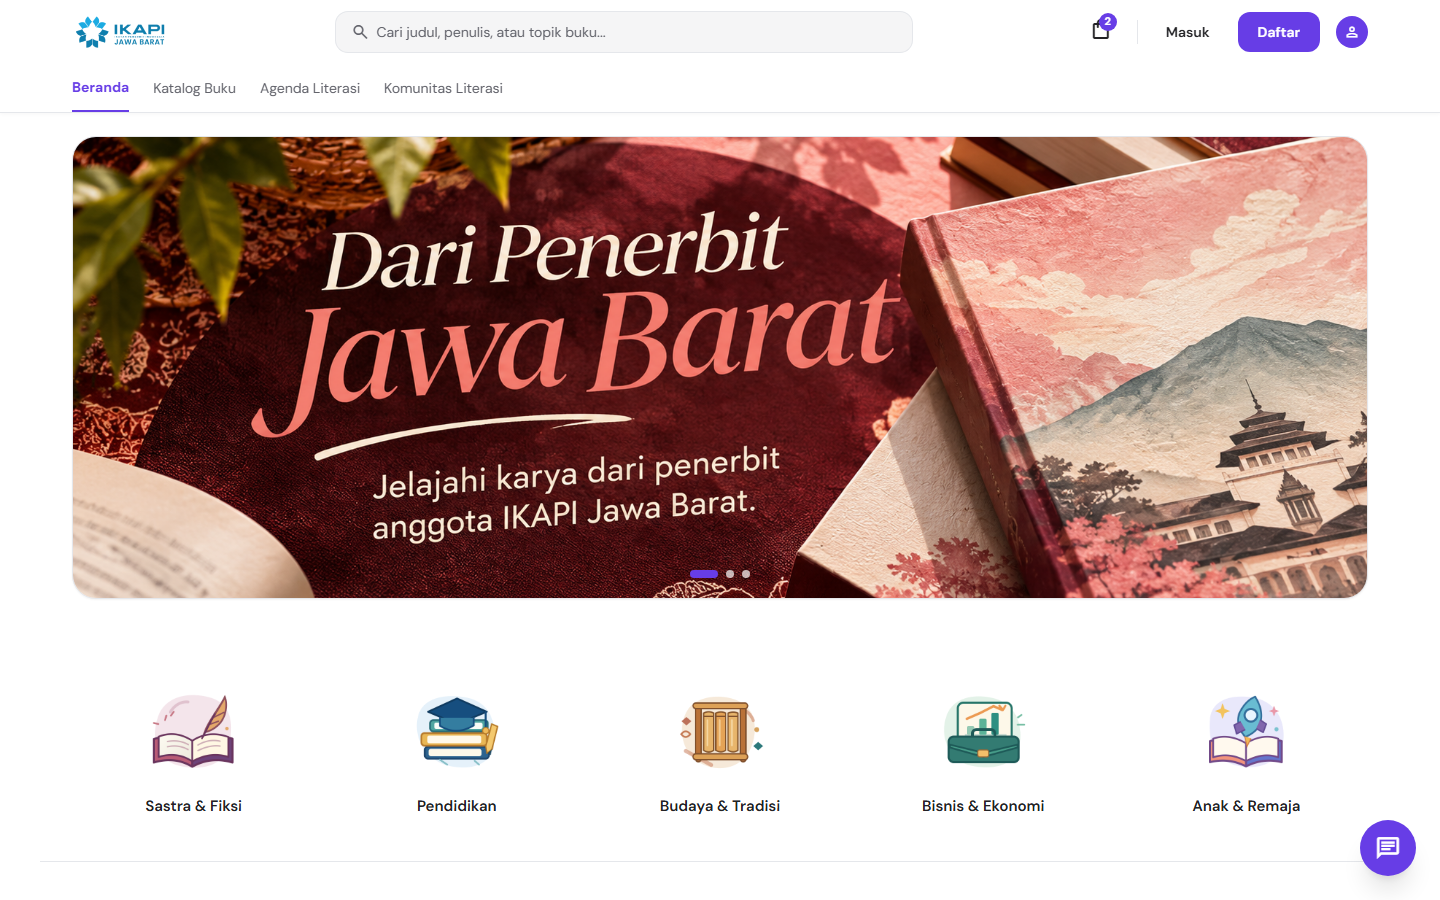 IKAPI
JAWA BARAT
Cari judul, penulis, atau topik buku...
2
Masuk
Daftar
Beranda
Katalog Buku
Agenda Literasi
Komunitas Literasi
Dari Penerbit
Jawa Barat
Jelajahi karya dari penerbit
anggota IKAPI Jawa Barat.
Sastra & Fiksi
Pendidikan
Budaya & Tradisi
Bisnis & Ekonomi
Anak & Remaja